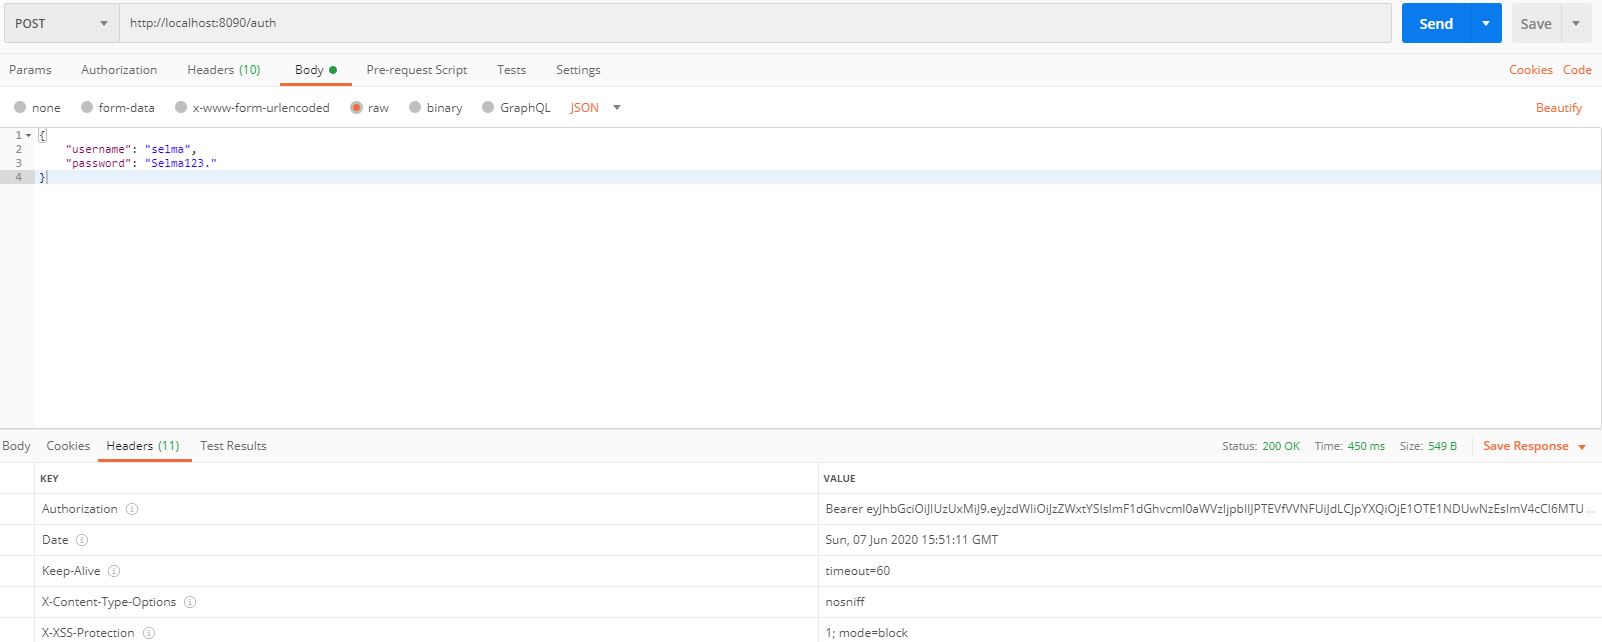 POST http://localhost:8090/auth Send Save
Params Authorization Headers (10) Body Pre-request Script Tests Settings Cookies Code
none form-data x-www-form-urlencoded raw binary GraphQL JSON Beautify
1 {
2 "username": "selma",
3 "password": "Selma123."
4 }
Body Cookies Headers (11) Test Results Status: 200 OK Time: 450 ms Size: 549 B Save Response
KEY VALUE
Authorization Bearer
Date Sun, 07 Jun 2020 15:51:11 GMT
Keep-Alive timeout=60
X-Content-Type-Options nosniff
X-XSS-Protection 1; mode=block